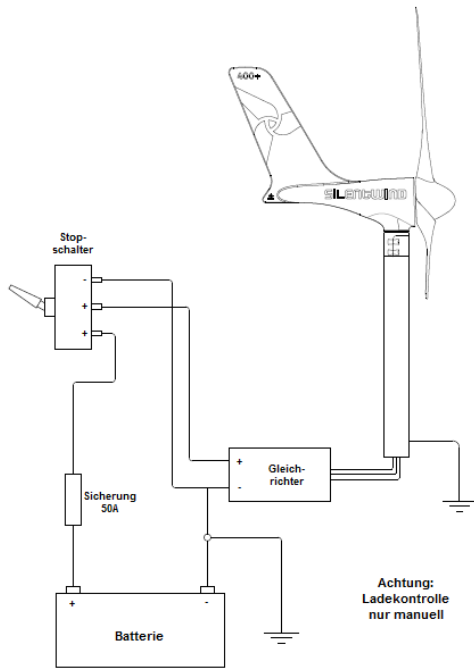 400+
SILENTWIND
Stop-
schalter
-
+
+
+
-
Gleich-
richter
Sicherung
50A
+
-
Batterie
Achtung:
Ladekontrolle
nur manuell